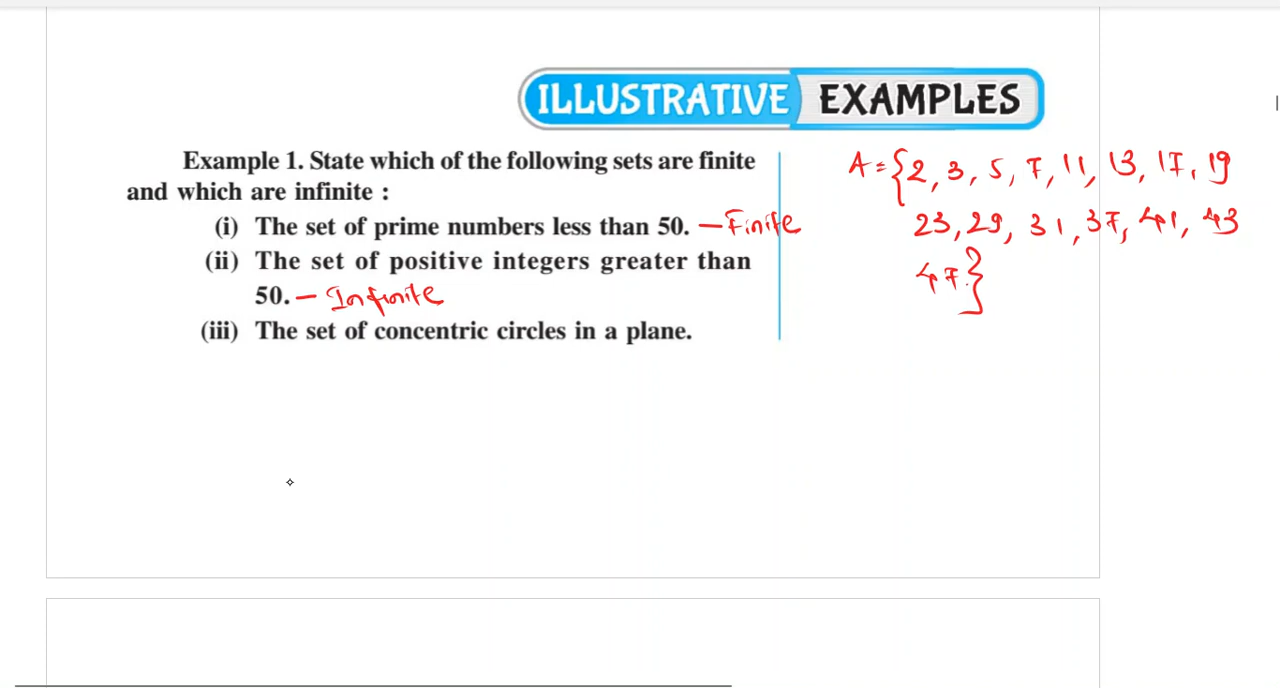 ILLUSTRATIVE EXAMPLES
Example 1. State which of the following sets are finite
and which are infinite :
(i) The set of prime numbers less than 50. – Finite
(ii) The set of positive integers greater than
50. – Infinite
(iii) The set of concentric circles in a plane.
A = {2, 3, 5, 7, 11, 13, 17, 19
23, 29, 31, 37, 41, 43
47}